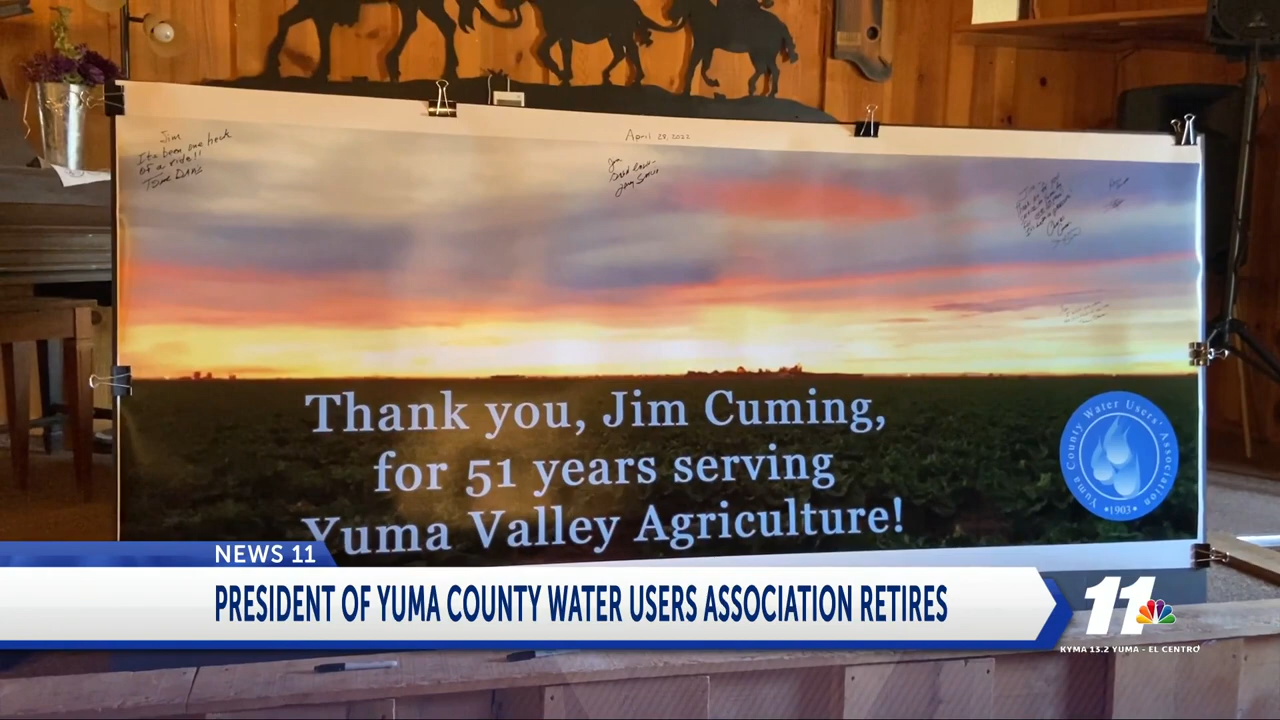 April 28, 2022
Jim
It's been one heck
of a ride!!
Thank you, Jim Cuming,
for 51 years serving
Yuma Valley Agriculture!
Yuma County Water Users' Association
•1903•
NEWS 11
PRESIDENT OF YUMA COUNTY WATER USERS ASSOCIATION RETIRES
11
KYMA 13.2 YUMA - EL CENTRO